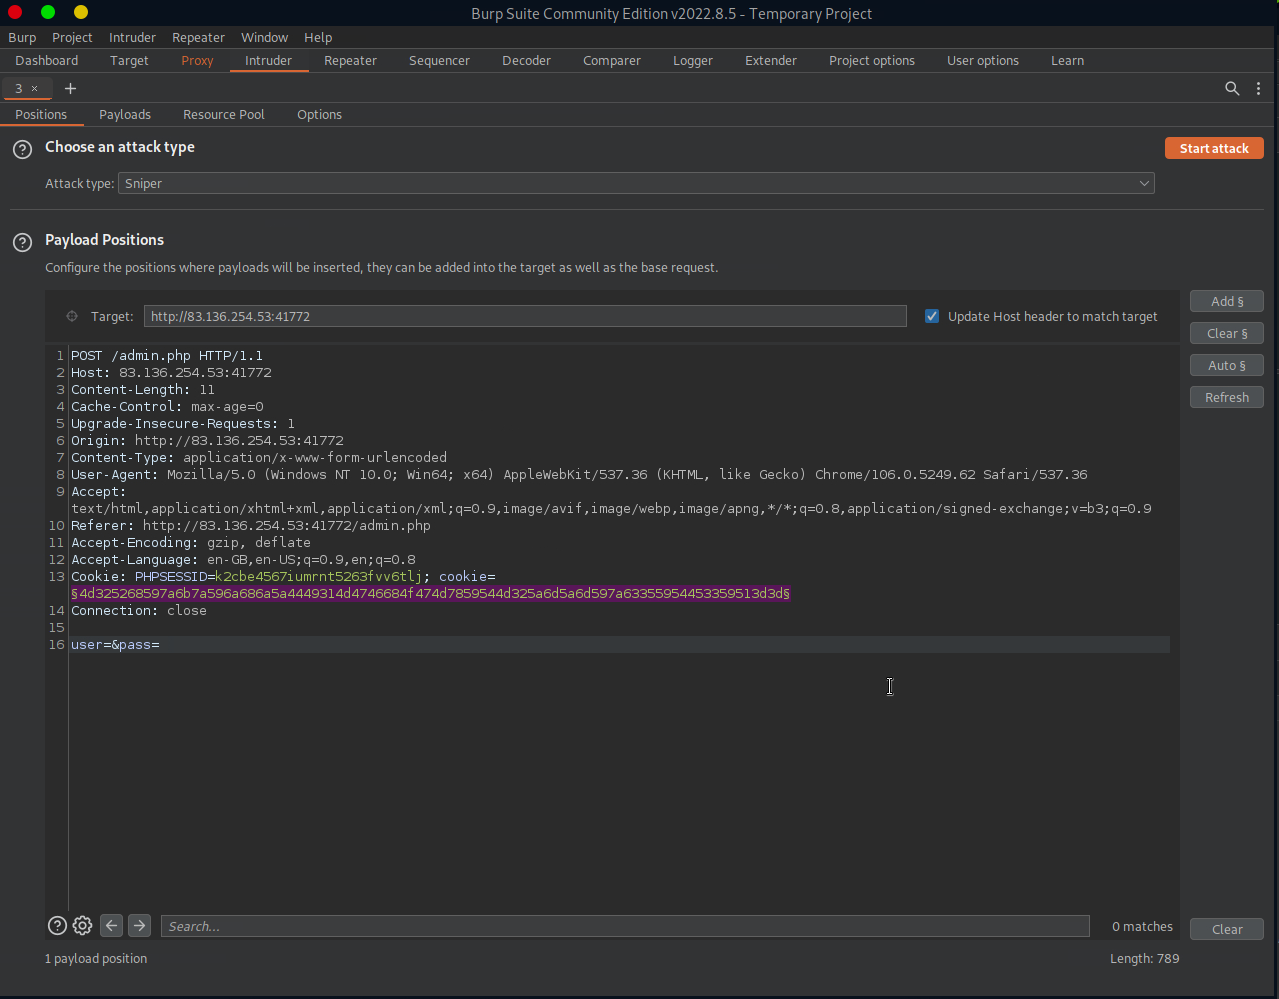 Burp Suite Community Edition v2022.8.5 - Temporary Project
Burp Project Intruder Repeater Window Help
Dashboard Target Proxy Intruder Repeater Sequencer Decoder Comparer Logger Extender Project options User options Learn
3 × +
Positions Payloads Resource Pool Options
? Choose an attack type
Start attack
Attack type: Sniper
? Payload Positions
Configure the positions where payloads will be inserted, they can be added into the target as well as the base request.
Add §
Target: http://83.136.254.53:41772 Update Host header to match target
Clear §
Auto §
Refresh
1 POST /admin.php HTTP/1.1
2 Host: 83.136.254.53:41772
3 Content-Length: 11
4 Cache-Control: max-age=0
5 Upgrade-Insecure-Requests: 1
6 Origin: http://83.136.254.53:41772
7 Content-Type: application/x-www-form-urlencoded
8 User-Agent: Mozilla/5.0 (Windows NT 10.0; Win64; x64) AppleWebKit/537.36 (KHTML, like Gecko) Chrome/106.0.5249.62 Safari/537.36
9 Accept:
text/html,application/xhtml+xml,application/xml;q=0.9,image/avif,image/webp,image/apng,*/*;q=0.8,application/signed-exchange;v=b3;q=0.9
10 Referer: http://83.136.254.53:41772/admin.php
11 Accept-Encoding: gzip, deflate
12 Accept-Language: en-GB,en-US;q=0.9,en;q=0.8
13 Cookie: PHPSESSID=k2cbe4567iumrnt5263fvv6tlj; cookie=
§4d325268597a6b7a596a686a5a4449314d4746684f474d7859544d325a6d5a6d597a63355954453359513d3d§
14 Connection: close
15
16 user=&pass=
? Search... 0 matches
Clear
1 payload position
Length: 789